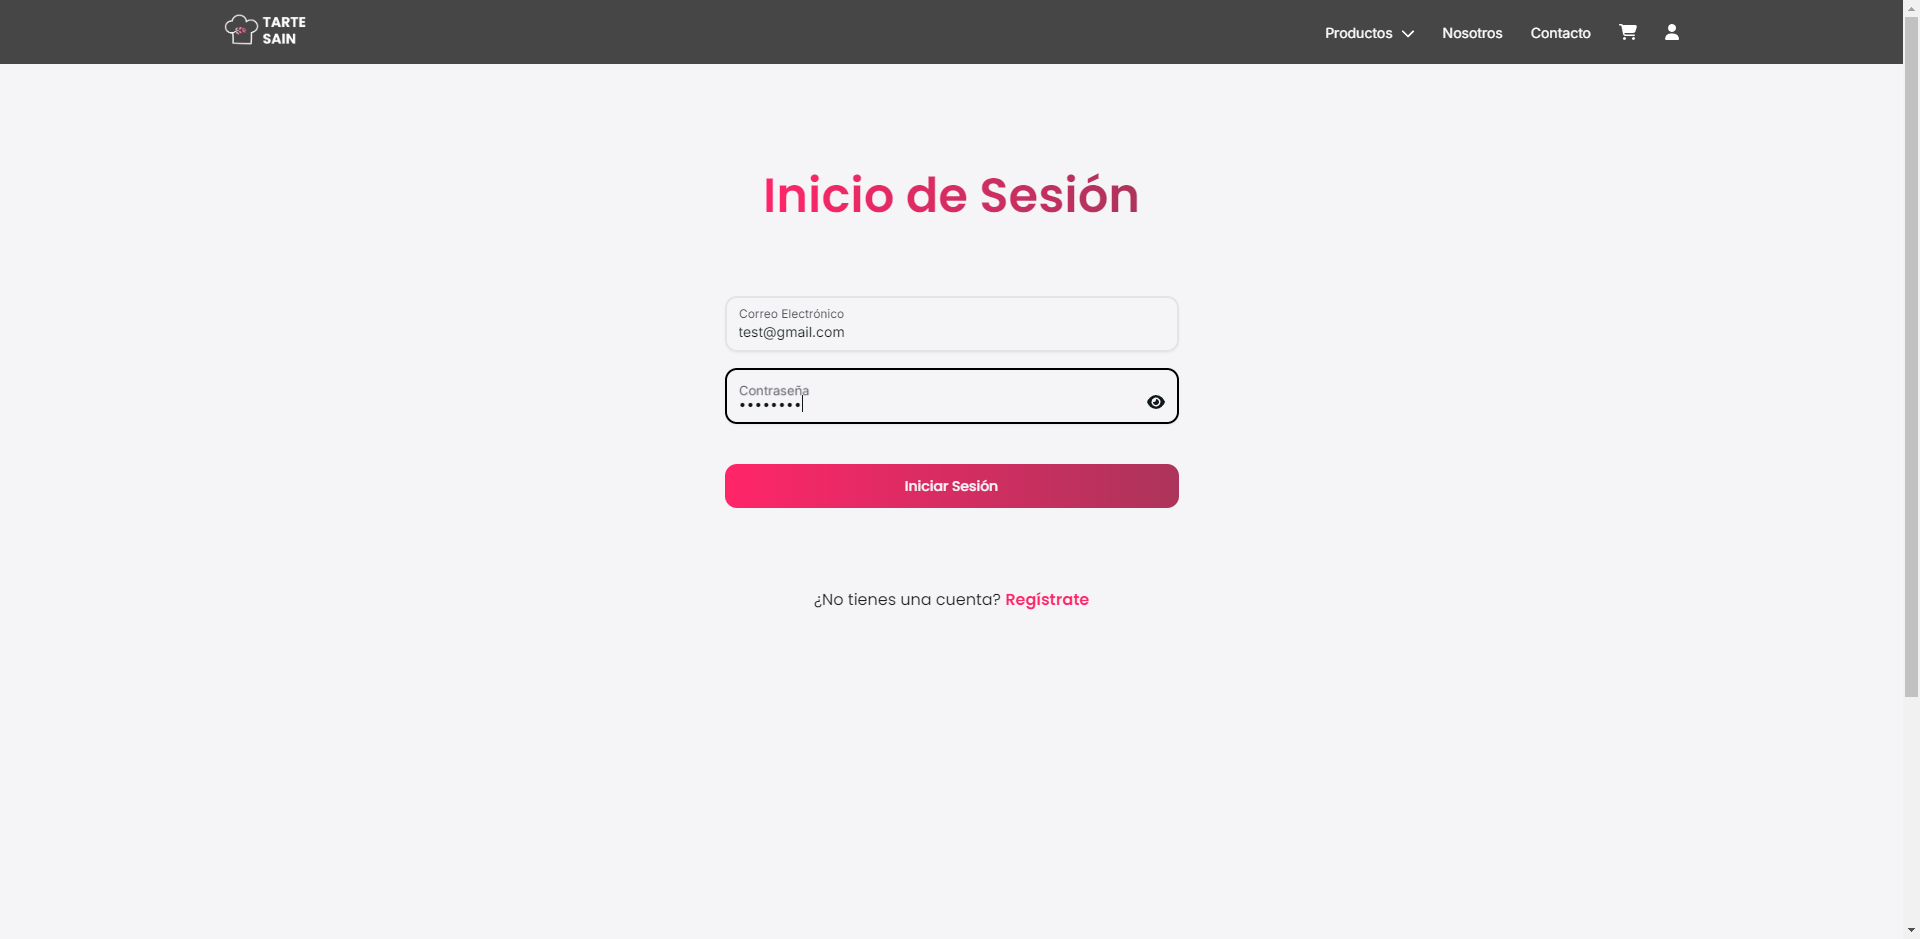 TARTE
SAIN
Productos
Nosotros
Contacto
Inicio de Sesión
Correo Electrónico
test@gmail.com
Contraseña
••••••••
Iniciar Sesión
¿No tienes una cuenta? Regístrate